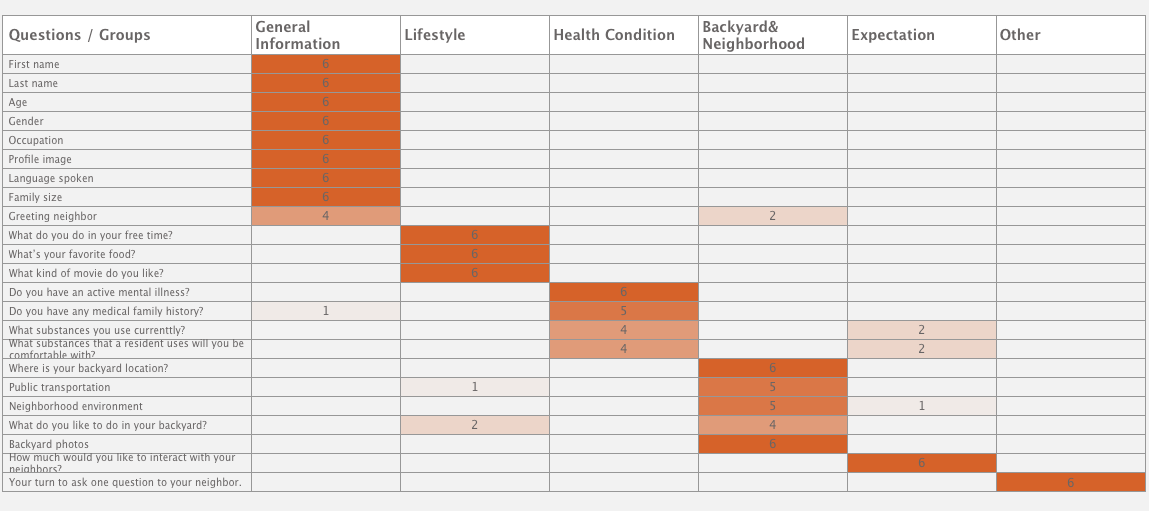 Questions / Groups General Information Lifestyle Health Condition Backyard& Neighborhood Expectation Other
First name 6
Last name 6
Age 6
Gender 6
Occupation 6
Profile image 6
Language spoken 6
Family size 6
Greeting neighbor 4 2
What do you do in your free time? 6
What's your favorite food? 6
What kind of movie do you like? 6
Do you have an active mental illness? 6
Do you have any medical family history? 1 5
What substances you use currenttly? 4 2
What substances that a resident uses will you be
comfortable with? 4 2
Where is your backyard location? 6
Public transportation 1 5
Neighborhood environment 5 1
What do you like to do in your backyard? 2 4
Backyard photos 6
How much would you like to interact with your
neighbors? 6
Your turn to ask one question to your neighbor. 6